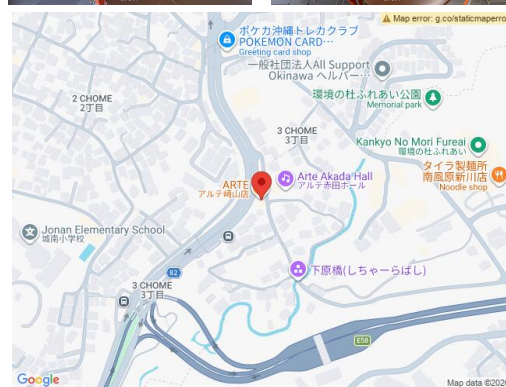 Map error: g.co/staticmaperro
ポケカ沖縄トレカクラブ
POKEMON CARD…
Greeting card shop
一般社団法人All Support
Okinawa ヘルパー…
環境の杜ふれあい公園
Memorial park
2 CHOME
2丁目
3 CHOME
3丁目
Kankyo No Mori Fureai
環境の杜ふれあい
タイラ製麺所
南風原新川店
Noodle shop
ARTE
アルテ崎山店
Arte Akada Hall
アルテ赤田ホール
Jonan Elementary School
城南小学校
82
下原橋(しちゃーらばし)
3 CHOME
3丁目
E58
Google
Map data ©2026